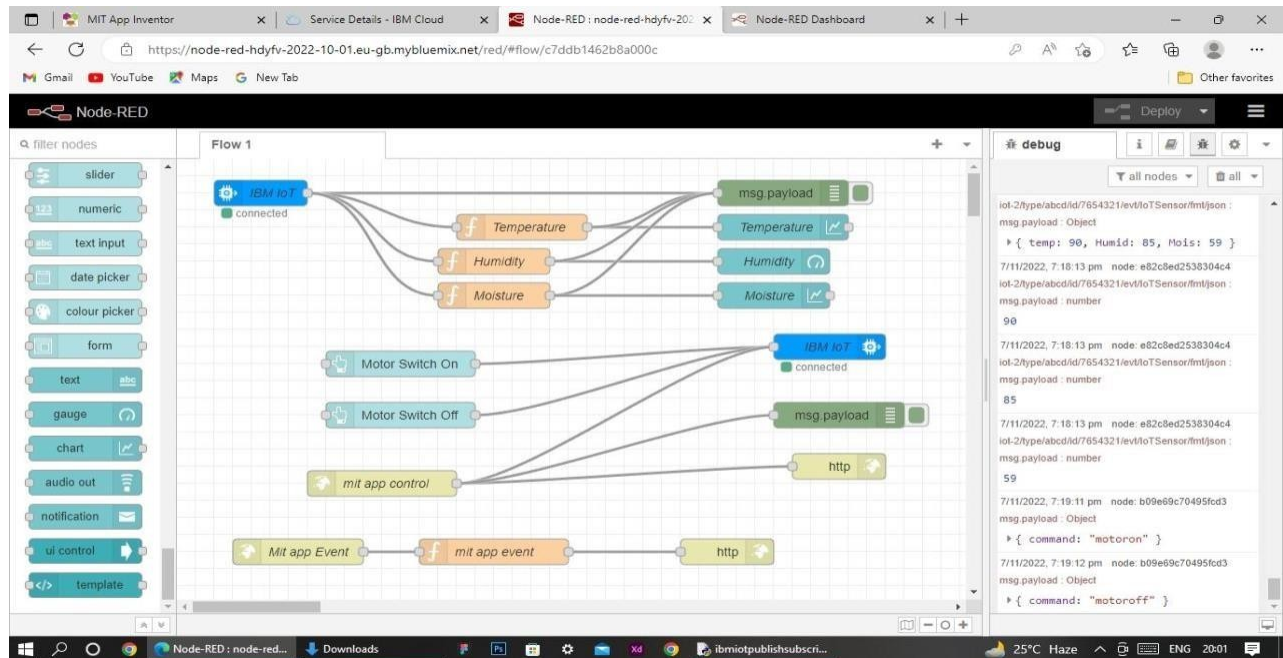 MIT App Inventor
Service Details - IBM Cloud
Node-RED : node-red-hdyfv-202
Node-RED Dashboard
https://node-red-hdyfv-2022-10-01.eu-gb.mybluemix.net/red/#flow/c7ddb1462b8a000c
Gmail YouTube Maps New Tab
Other favorites
Node-RED
Deploy
filter nodes
slider
numeric
text input
date picker
colour picker
form
text
gauge
chart
audio out
notification
ui control
template
Flow 1
IBM IoT
connected
Temperature
Humidity
Moisture
msg.payload
Temperature
Humidity
Moisture
Motor Switch On
Motor Switch Off
IBM IoT
connected
msg.payload
mit app control
http
Mit app Event
mit app event
http
debug
all nodes
all
iot-2/type/abcd/id/7654321/evt/IoTSensor/fmt/json :
msg.payload : Object
{ temp: 90, Humid: 85, Mois: 59 }
7/11/2022, 7:18:13 pm node: e82c8ed2538304c4
iot-2/type/abcd/id/7654321/evt/IoTSensor/fmt/json :
msg.payload : number
90
7/11/2022, 7:18:13 pm node: e82c8ed2538304c4
iot-2/type/abcd/id/7654321/evt/IoTSensor/fmt/json :
msg.payload : number
85
7/11/2022, 7:18:13 pm node: e82c8ed2538304c4
iot-2/type/abcd/id/7654321/evt/IoTSensor/fmt/json :
msg.payload : number
59
7/11/2022, 7:19:11 pm node: b09e69c70495fcd3
msg.payload : Object
{ command: "motoron" }
7/11/2022, 7:19:12 pm node: b09e69c70495fcd3
msg.payload : Object
{ command: "motoroff" }
Node-RED : node-red...
Downloads
ibmiotpublishsubscri...
25°C Haze
ENG
20:01